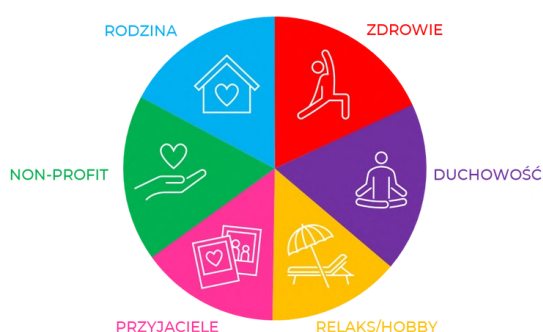 RODZINA
ZDROWIE
NON-PROFIT
DUCHOWOŚĆ
PRZYJACIELE
RELAKS/HOBBY